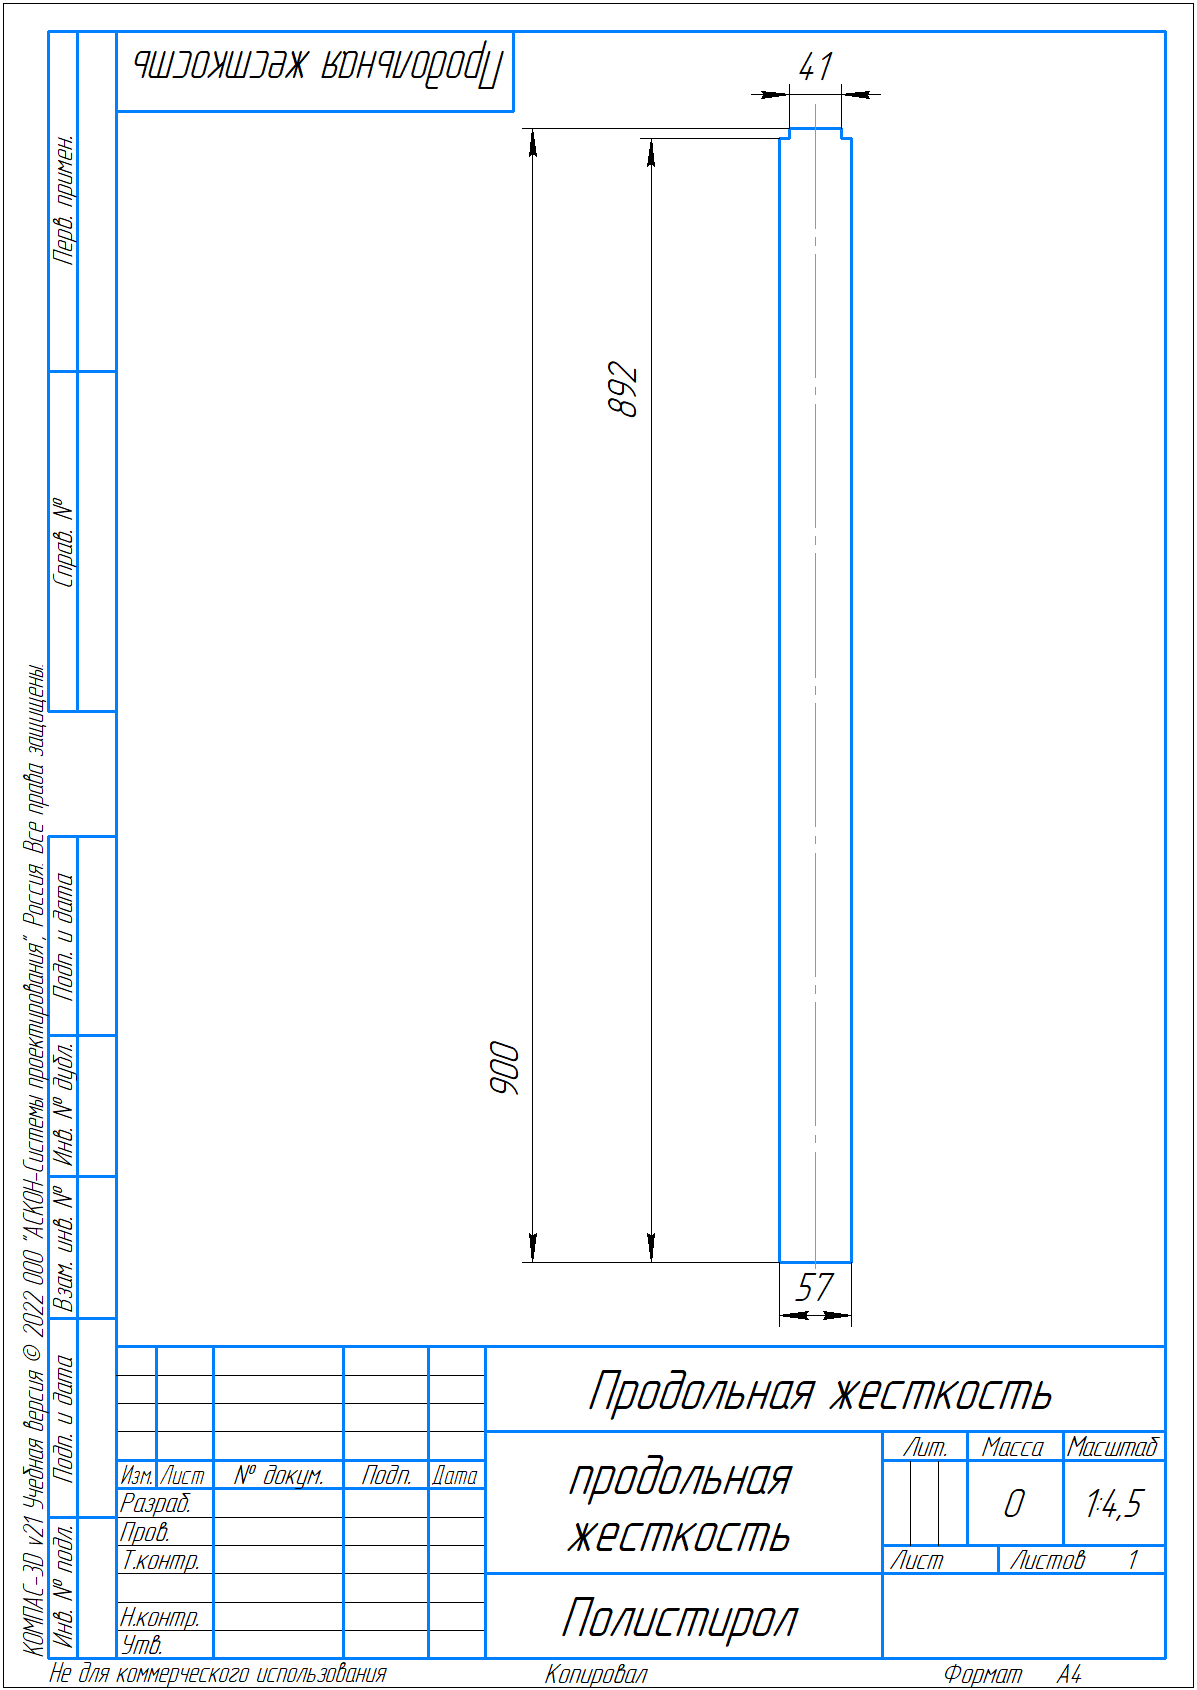 Продольная жесткость
41
892
900
57
Перв. примен.
Справ. №
Подп. и дата
Инв. № дубл.
Взам. инв. №
Подп. и дата
Инв. № подл.
КОМПАС-3D v21 Учебная версия © 2022 ООО "АСКОН-Системы проектирования", Россия. Все права защищены.
Продольная жесткость
Изм. Лист № докум. Подп. Дата
Разраб.
Пров.
Т.контр.
Н.контр.
Утв.
продольная
жесткость
Лит. Масса Масштаб
0 1:4,5
Лист Листов 1
Полистирол
Не для коммерческого использования Копировал Формат A4